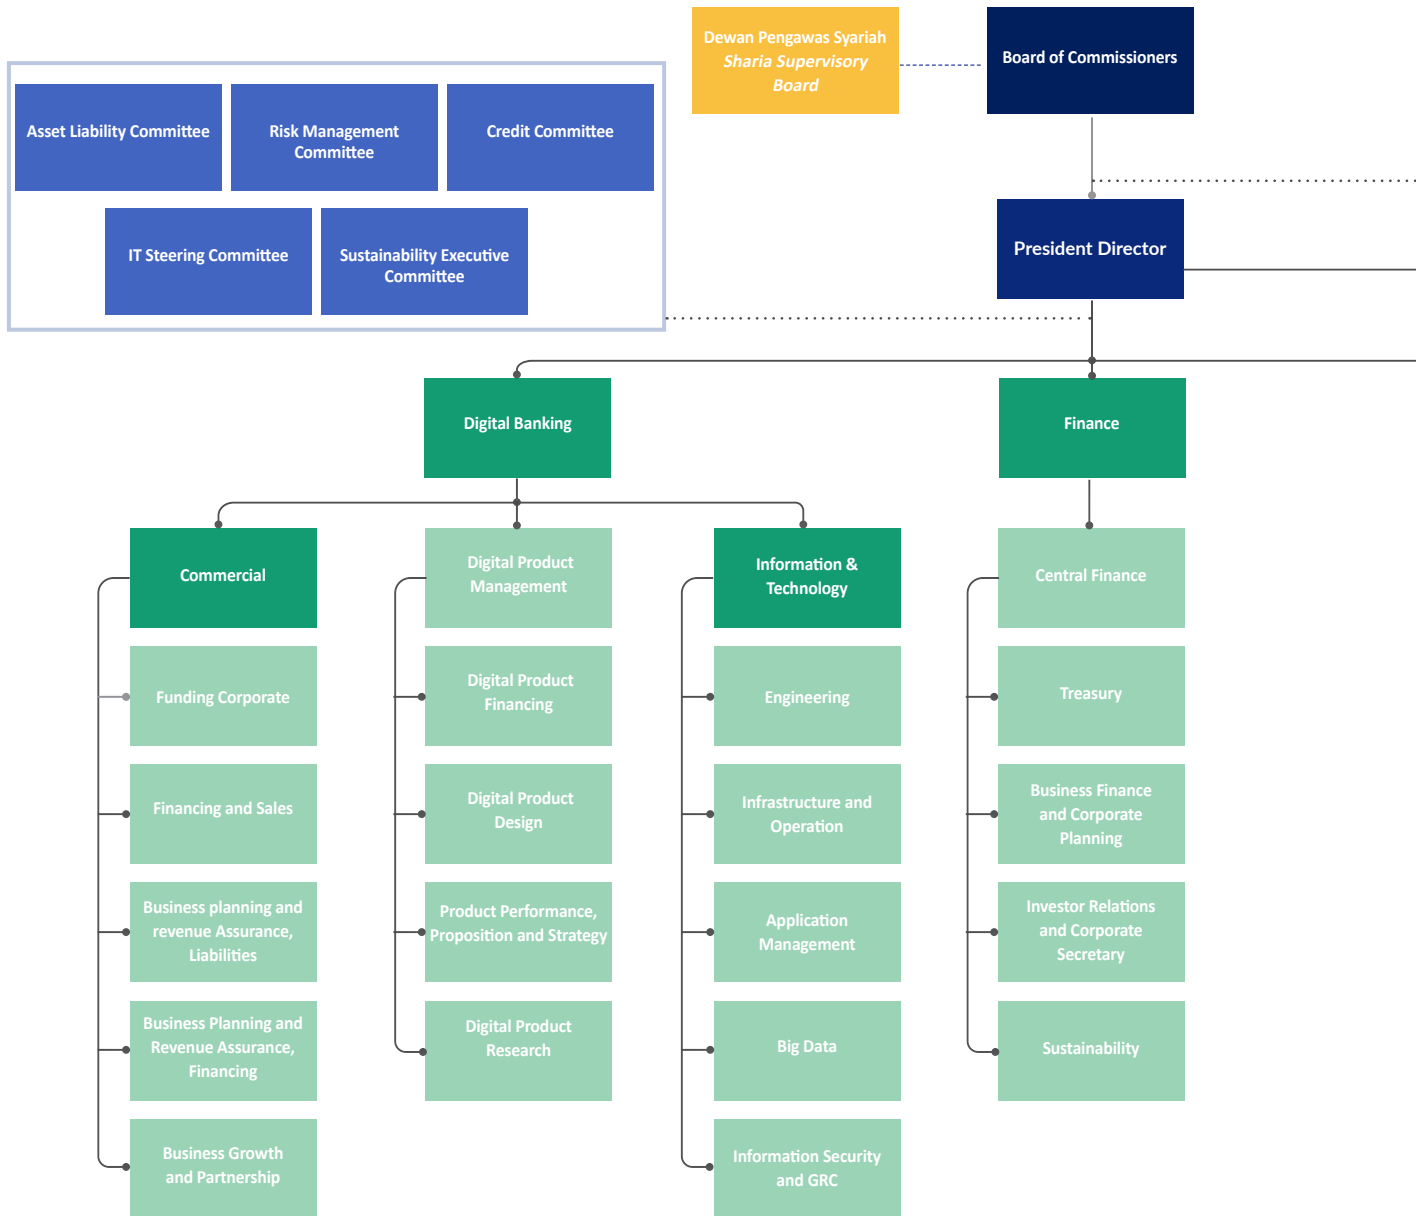 Dewan Pengawas Syariah
Sharia Supervisory
Board
Board of Commissioners
Asset Liability Committee
Risk Management
Committee
Credit Committee
IT Steering Committee
Sustainability Executive
Committee
President Director
Digital Banking
Finance
Commercial
Funding Corporate
Financing and Sales
Business planning and
revenue Assurance,
Liabilities
Business Planning and
Revenue Assurance,
Financing
Business Growth
and Partnership
Digital Product
Management
Digital Product
Financing
Digital Product
Design
Product Performance,
Proposition and Strategy
Digital Product
Research
Information &
Technology
Engineering
Infrastructure and
Operation
Application
Management
Big Data
Information Security
and GRC
Central Finance
Treasury
Business Finance
and Corporate
Planning
Investor Relations
and Corporate
Secretary
Sustainability